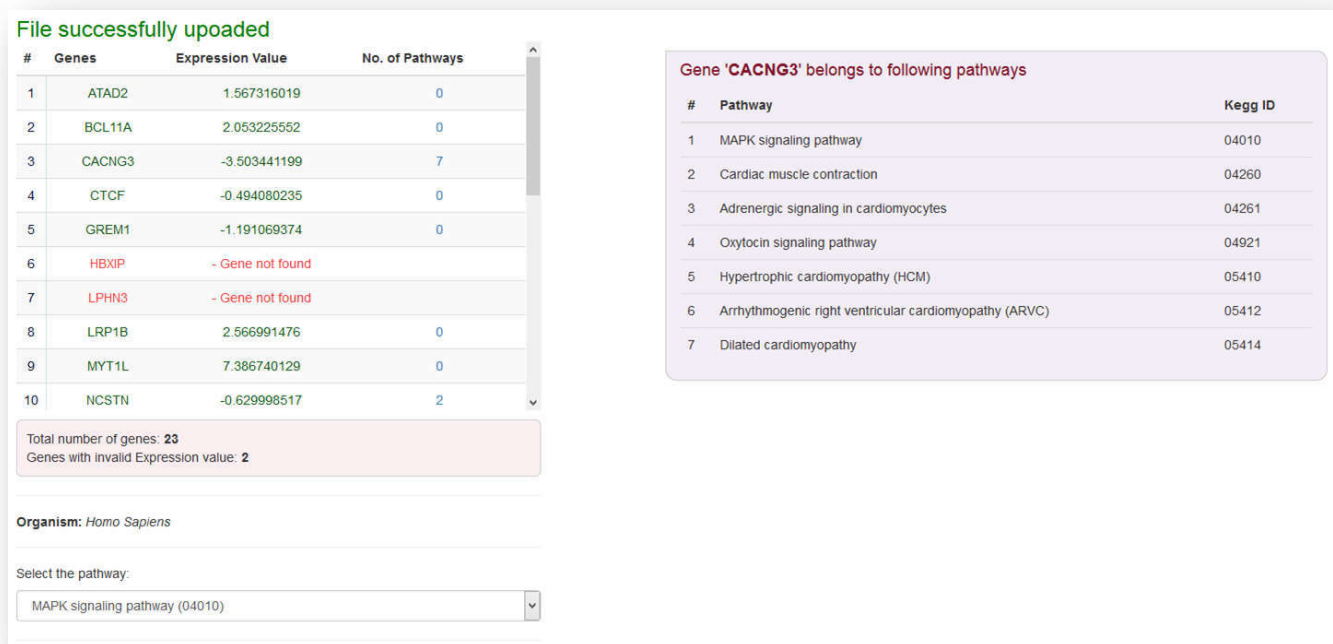 File successfully upoaded
# Genes Expression Value No. of Pathways
1 ATAD2 1.567316019 0
2 BCL11A 2.053225552 0
3 CACNG3 -3.503441199 7
4 CTCF -0.494080235 0
5 GREM1 -1.191069374 0
6 HBXIP - Gene not found
7 LPHN3 - Gene not found
8 LRP1B 2.566991476 0
9 MYT1L 7.386740129 0
10 NCSTN -0.629998517 2
Total number of genes: 23
Genes with invalid Expression value: 2
Organism: Homo Sapiens
Select the pathway:
MAPK signaling pathway (04010)
Gene 'CACNG3' belongs to following pathways
# Pathway Kegg ID
1 MAPK signaling pathway 04010
2 Cardiac muscle contraction 04260
3 Adrenergic signaling in cardiomyocytes 04261
4 Oxytocin signaling pathway 04921
5 Hypertrophic cardiomyopathy (HCM) 05410
6 Arrhythmogenic right ventricular cardiomyopathy (ARVC) 05412
7 Dilated cardiomyopathy 05414